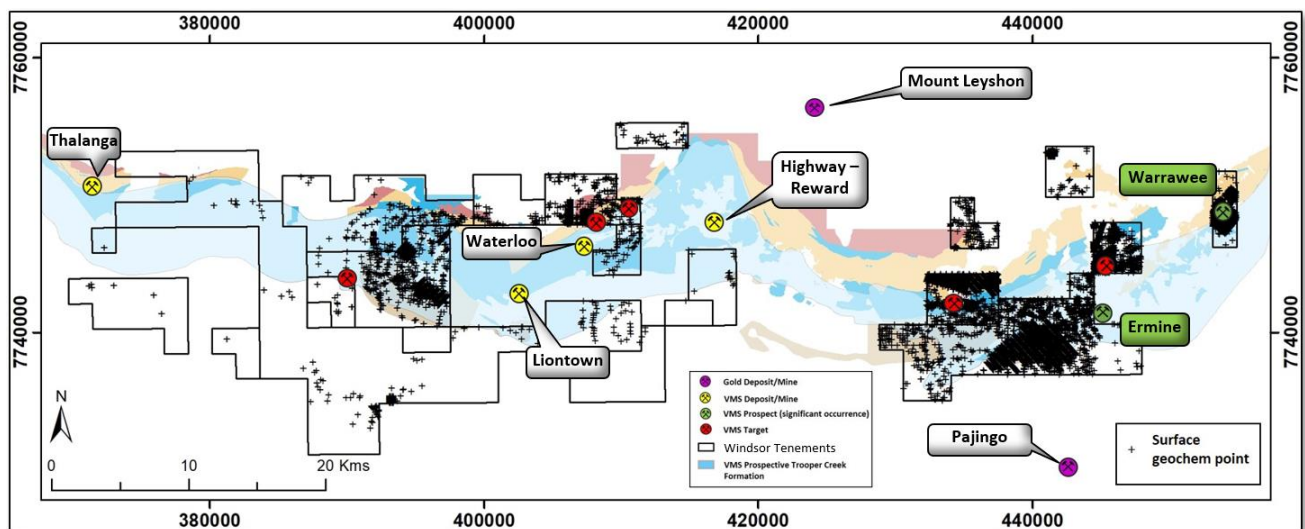 380000
400000
420000
440000
7760000
7760000
Mount Leyshon
Thalanga
Highway –
Reward
Warrawee
Waterloo
Liontown
Ermine
7740000
7740000
Gold Deposit/Mine
VMS Deposit/Mine
VMS Prospect (significant occurrence)
VMS Target
Windsor Tenements
VMS Prospective Trooper Creek
Formation
Pajingo
Surface
geochem point
N
0
10
20 Kms
380000
400000
420000
440000